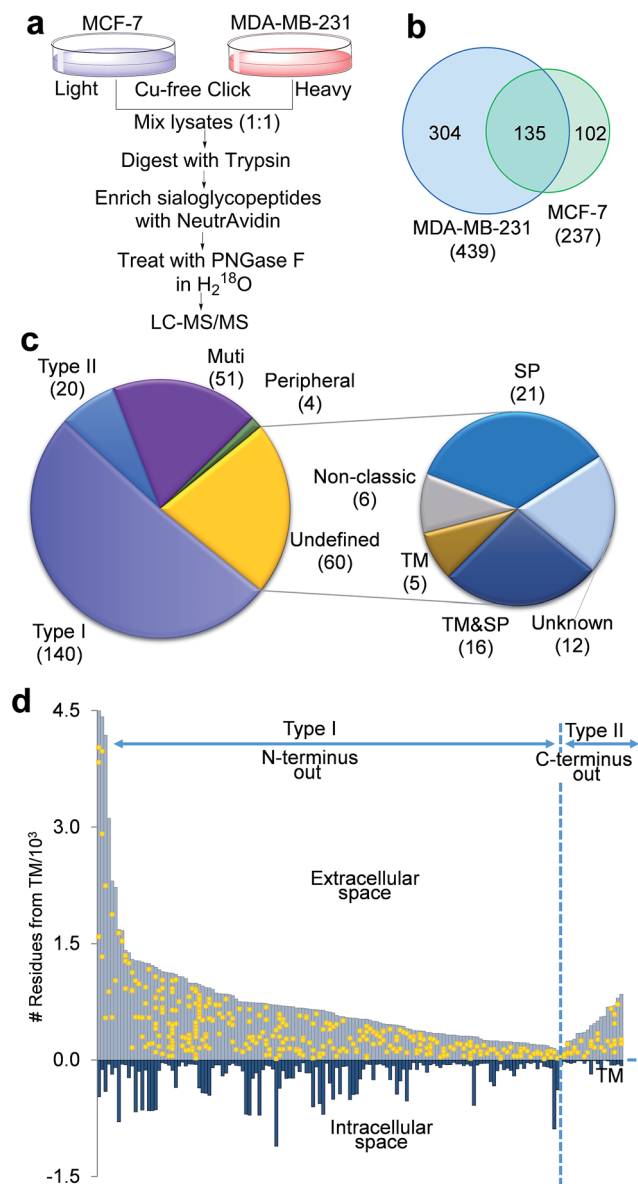 a
MCF-7
MDA-MB-231
Light
Cu-free Click
Heavy
Mix lysates (1:1)
Digest with Trypsin
Enrich sialoglycopeptides
with NeutrAvidin
Treat with PNGase F
in H₂¹⁸O
LC-MS/MS
b
304
135
102
MDA-MB-231
(439)
MCF-7
(237)
c
Type II
(20)
Muti
(51)
Peripheral
(4)
Undefined
(60)
Type I
(140)
SP
(21)
Non-classic
(6)
TM
(5)
TM&SP
(16)
Unknown
(12)
d
# Residues from TM/10³
4.5
3.0
1.5
0.0
-1.5
Type I
N-terminus
out
Type II
C-terminus
out
Extracellular
space
TM
Intracellular
space